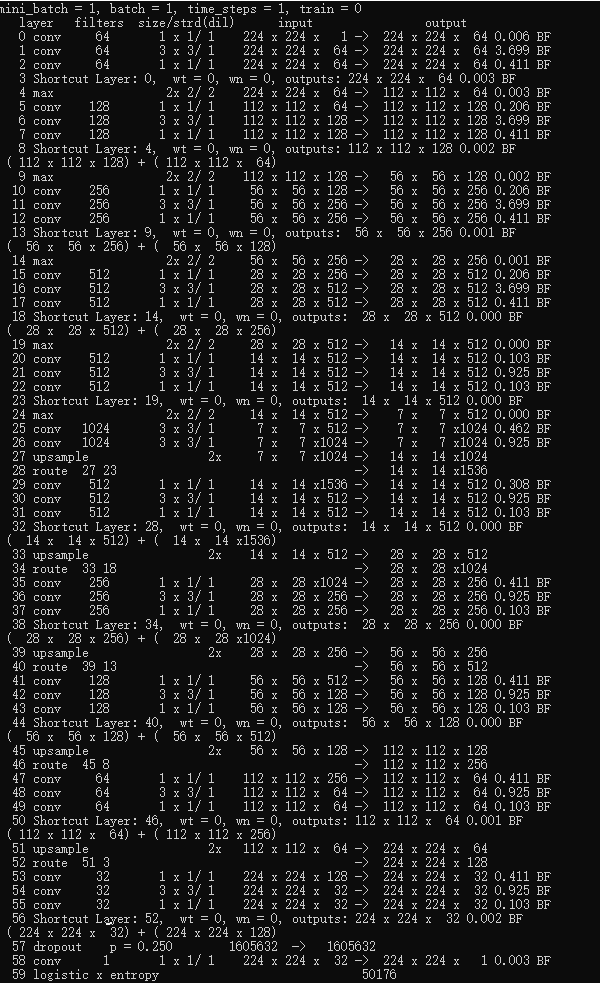 mini_batch = 1, batch = 1, time_steps = 1, train = 0
layer filters size/strd(dil) input output
0 conv 64 1 x 1/ 1 224 x 224 x 1 -> 224 x 224 x 64 0.006 BF
1 conv 64 3 x 3/ 1 224 x 224 x 64 -> 224 x 224 x 64 3.699 BF
2 conv 64 1 x 1/ 1 224 x 224 x 64 -> 224 x 224 x 64 0.411 BF
3 Shortcut Layer: 0, wt = 0, wn = 0, outputs: 224 x 224 x 64 0.003 BF
4 max 2x 2/ 2 224 x 224 x 64 -> 112 x 112 x 64 0.003 BF
5 conv 128 1 x 1/ 1 112 x 112 x 64 -> 112 x 112 x 128 0.206 BF
6 conv 128 3 x 3/ 1 112 x 112 x 128 -> 112 x 112 x 128 3.699 BF
7 conv 128 1 x 1/ 1 112 x 112 x 128 -> 112 x 112 x 128 0.411 BF
8 Shortcut Layer: 4, wt = 0, wn = 0, outputs: 112 x 112 x 128 0.002 BF
( 112 x 112 x 128) + ( 112 x 112 x 64)
9 max 2x 2/ 2 112 x 112 x 128 -> 56 x 56 x 128 0.002 BF
10 conv 256 1 x 1/ 1 56 x 56 x 128 -> 56 x 56 x 256 0.206 BF
11 conv 256 3 x 3/ 1 56 x 56 x 256 -> 56 x 56 x 256 3.699 BF
12 conv 256 1 x 1/ 1 56 x 56 x 256 -> 56 x 56 x 256 0.411 BF
13 Shortcut Layer: 9, wt = 0, wn = 0, outputs: 56 x 56 x 256 0.001 BF
( 56 x 56 x 256) + ( 56 x 56 x 128)
14 max 2x 2/ 2 56 x 56 x 256 -> 28 x 28 x 256 0.001 BF
15 conv 512 1 x 1/ 1 28 x 28 x 256 -> 28 x 28 x 512 0.206 BF
16 conv 512 3 x 3/ 1 28 x 28 x 512 -> 28 x 28 x 512 3.699 BF
17 conv 512 1 x 1/ 1 28 x 28 x 512 -> 28 x 28 x 512 0.411 BF
18 Shortcut Layer: 14, wt = 0, wn = 0, outputs: 28 x 28 x 512 0.000 BF
( 28 x 28 x 512) + ( 28 x 28 x 256)
19 max 2x 2/ 2 28 x 28 x 512 -> 14 x 14 x 512 0.000 BF
20 conv 512 1 x 1/ 1 14 x 14 x 512 -> 14 x 14 x 512 0.103 BF
21 conv 512 3 x 3/ 1 14 x 14 x 512 -> 14 x 14 x 512 0.925 BF
22 conv 512 1 x 1/ 1 14 x 14 x 512 -> 14 x 14 x 512 0.103 BF
23 Shortcut Layer: 19, wt = 0, wn = 0, outputs: 14 x 14 x 512 0.000 BF
24 max 2x 2/ 2 14 x 14 x 512 -> 7 x 7 x 512 0.000 BF
25 conv 1024 3 x 3/ 1 7 x 7 x 512 -> 7 x 7 x1024 0.462 BF
26 conv 1024 3 x 3/ 1 7 x 7 x1024 -> 7 x 7 x1024 0.925 BF
27 upsample 2x 7 x 7 x1024 -> 14 x 14 x1024
28 route 27 23 -> 14 x 14 x1536
29 conv 512 1 x 1/ 1 14 x 14 x1536 -> 14 x 14 x 512 0.308 BF
30 conv 512 3 x 3/ 1 14 x 14 x 512 -> 14 x 14 x 512 0.925 BF
31 conv 512 1 x 1/ 1 14 x 14 x 512 -> 14 x 14 x 512 0.103 BF
32 Shortcut Layer: 28, wt = 0, wn = 0, outputs: 14 x 14 x 512 0.000 BF
( 14 x 14 x 512) + ( 14 x 14 x1536)
33 upsample 2x 14 x 14 x 512 -> 28 x 28 x 512
34 route 33 18 -> 28 x 28 x1024
35 conv 256 1 x 1/ 1 28 x 28 x1024 -> 28 x 28 x 256 0.411 BF
36 conv 256 3 x 3/ 1 28 x 28 x 256 -> 28 x 28 x 256 0.925 BF
37 conv 256 1 x 1/ 1 28 x 28 x 256 -> 28 x 28 x 256 0.103 BF
38 Shortcut Layer: 34, wt = 0, wn = 0, outputs: 28 x 28 x 256 0.000 BF
( 28 x 28 x 256) + ( 28 x 28 x1024)
39 upsample 2x 28 x 28 x 256 -> 56 x 56 x 256
40 route 39 13 -> 56 x 56 x 512
41 conv 128 1 x 1/ 1 56 x 56 x 512 -> 56 x 56 x 128 0.411 BF
42 conv 128 3 x 3/ 1 56 x 56 x 128 -> 56 x 56 x 128 0.925 BF
43 conv 128 1 x 1/ 1 56 x 56 x 128 -> 56 x 56 x 128 0.103 BF
44 Shortcut Layer: 40, wt = 0, wn = 0, outputs: 56 x 56 x 128 0.000 BF
( 56 x 56 x 128) + ( 56 x 56 x 512)
45 upsample 2x 56 x 56 x 128 -> 112 x 112 x 128
46 route 45 8 -> 112 x 112 x 256
47 conv 64 1 x 1/ 1 112 x 112 x 256 -> 112 x 112 x 64 0.411 BF
48 conv 64 3 x 3/ 1 112 x 112 x 64 -> 112 x 112 x 64 0.925 BF
49 conv 64 1 x 1/ 1 112 x 112 x 64 -> 112 x 112 x 64 0.103 BF
50 Shortcut Layer: 46, wt = 0, wn = 0, outputs: 112 x 112 x 64 0.001 BF
( 112 x 112 x 64) + ( 112 x 112 x 256)
51 upsample 2x 112 x 112 x 64 -> 224 x 224 x 64
52 route 51 3 -> 224 x 224 x 128
53 conv 32 1 x 1/ 1 224 x 224 x 128 -> 224 x 224 x 32 0.411 BF
54 conv 32 3 x 3/ 1 224 x 224 x 32 -> 224 x 224 x 32 0.925 BF
55 conv 32 1 x 1/ 1 224 x 224 x 32 -> 224 x 224 x 32 0.103 BF
56 Shortcut Layer: 52, wt = 0, wn = 0, outputs: 224 x 224 x 32 0.002 BF
( 224 x 224 x 32) + ( 224 x 224 x 128)
57 dropout p = 0.250 1605632 -> 1605632
58 conv 1 1 x 1/ 1 224 x 224 x 32 -> 224 x 224 x 1 0.003 BF
59 logistic x entropy 50176